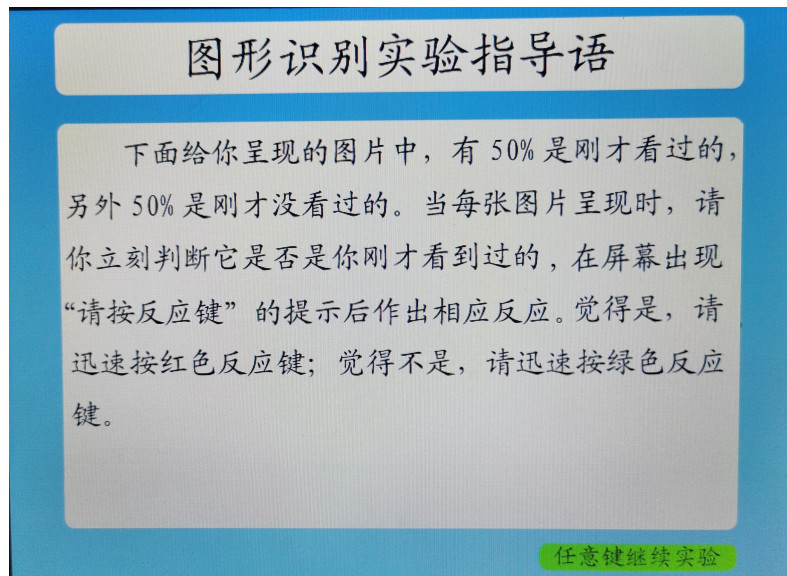 图形识别实验指导语
下面给你呈现的图片中，有 50% 是刚才看过的，
另外 50% 是刚才没看过的。当每张图片呈现时，请
你立刻判断它是否是你刚才看到过的，在屏幕出现
“请按反应键”的提示后作出相应反应。觉得是，请
迅速按红色反应键；觉得不是，请迅速按绿色反应
键。
任意键继续实验